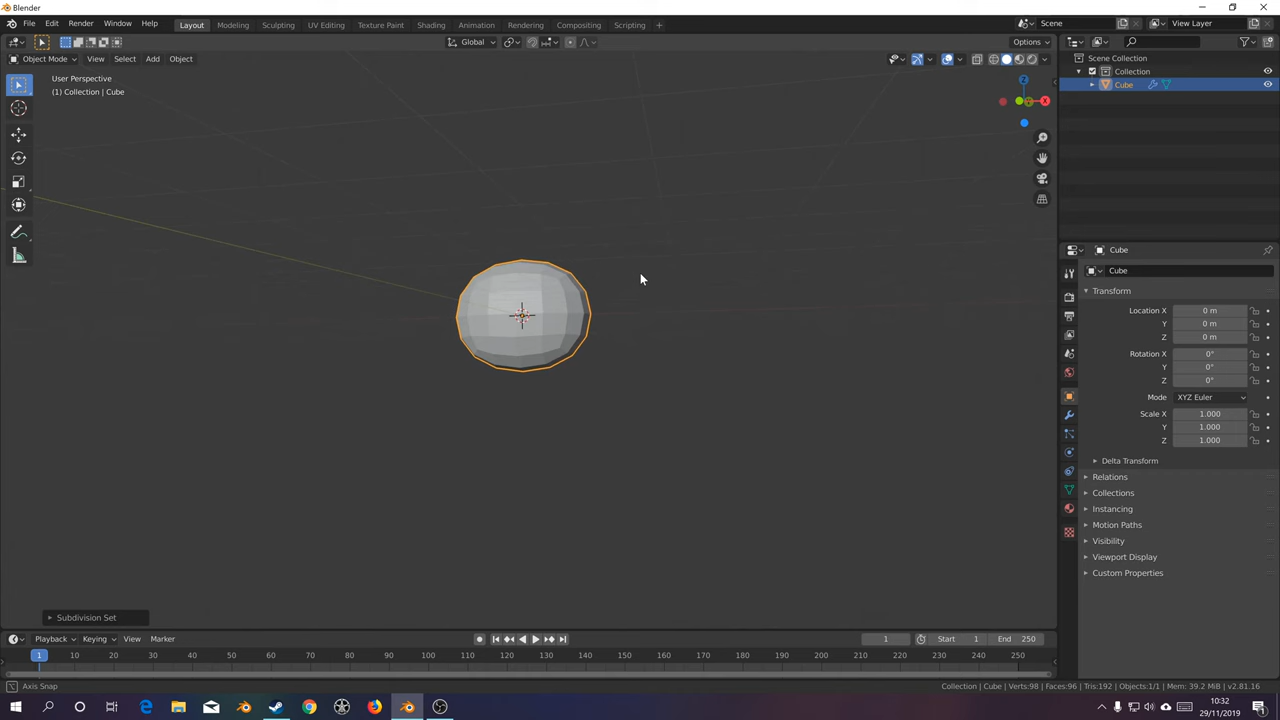 Blender
File Edit Render Window Help Layout Modeling Sculpting UV Editing Texture Paint Shading Animation Rendering Compositing Scripting + Scene View Layer
Global Options
Object Mode View Select Add Object
User Perspective
(1) Collection | Cube
Z
X
Subdivision Set
Scene Collection
Collection
Cube
Cube
Cube
Transform
Location X 0 m
Y 0 m
Z 0 m
Rotation X 0°
Y 0°
Z 0°
Mode XYZ Euler
Scale X 1.000
Y 1.000
Z 1.000
Delta Transform
Relations
Collections
Instancing
Motion Paths
Visibility
Viewport Display
Custom Properties
Playback Keying View Marker 1 Start 1 End 250
1 10 20 30 40 50 60 70 80 90 100 110 120 130 140 150 160 170 180 190 200 210 220 230 240 250
Axis Snap Collection | Cube | Verts:98 | Faces:96 | Tris:192 | Objects:1/1 | Mem: 39.2 MiB | v2.81.16
10:32
29/11/2019